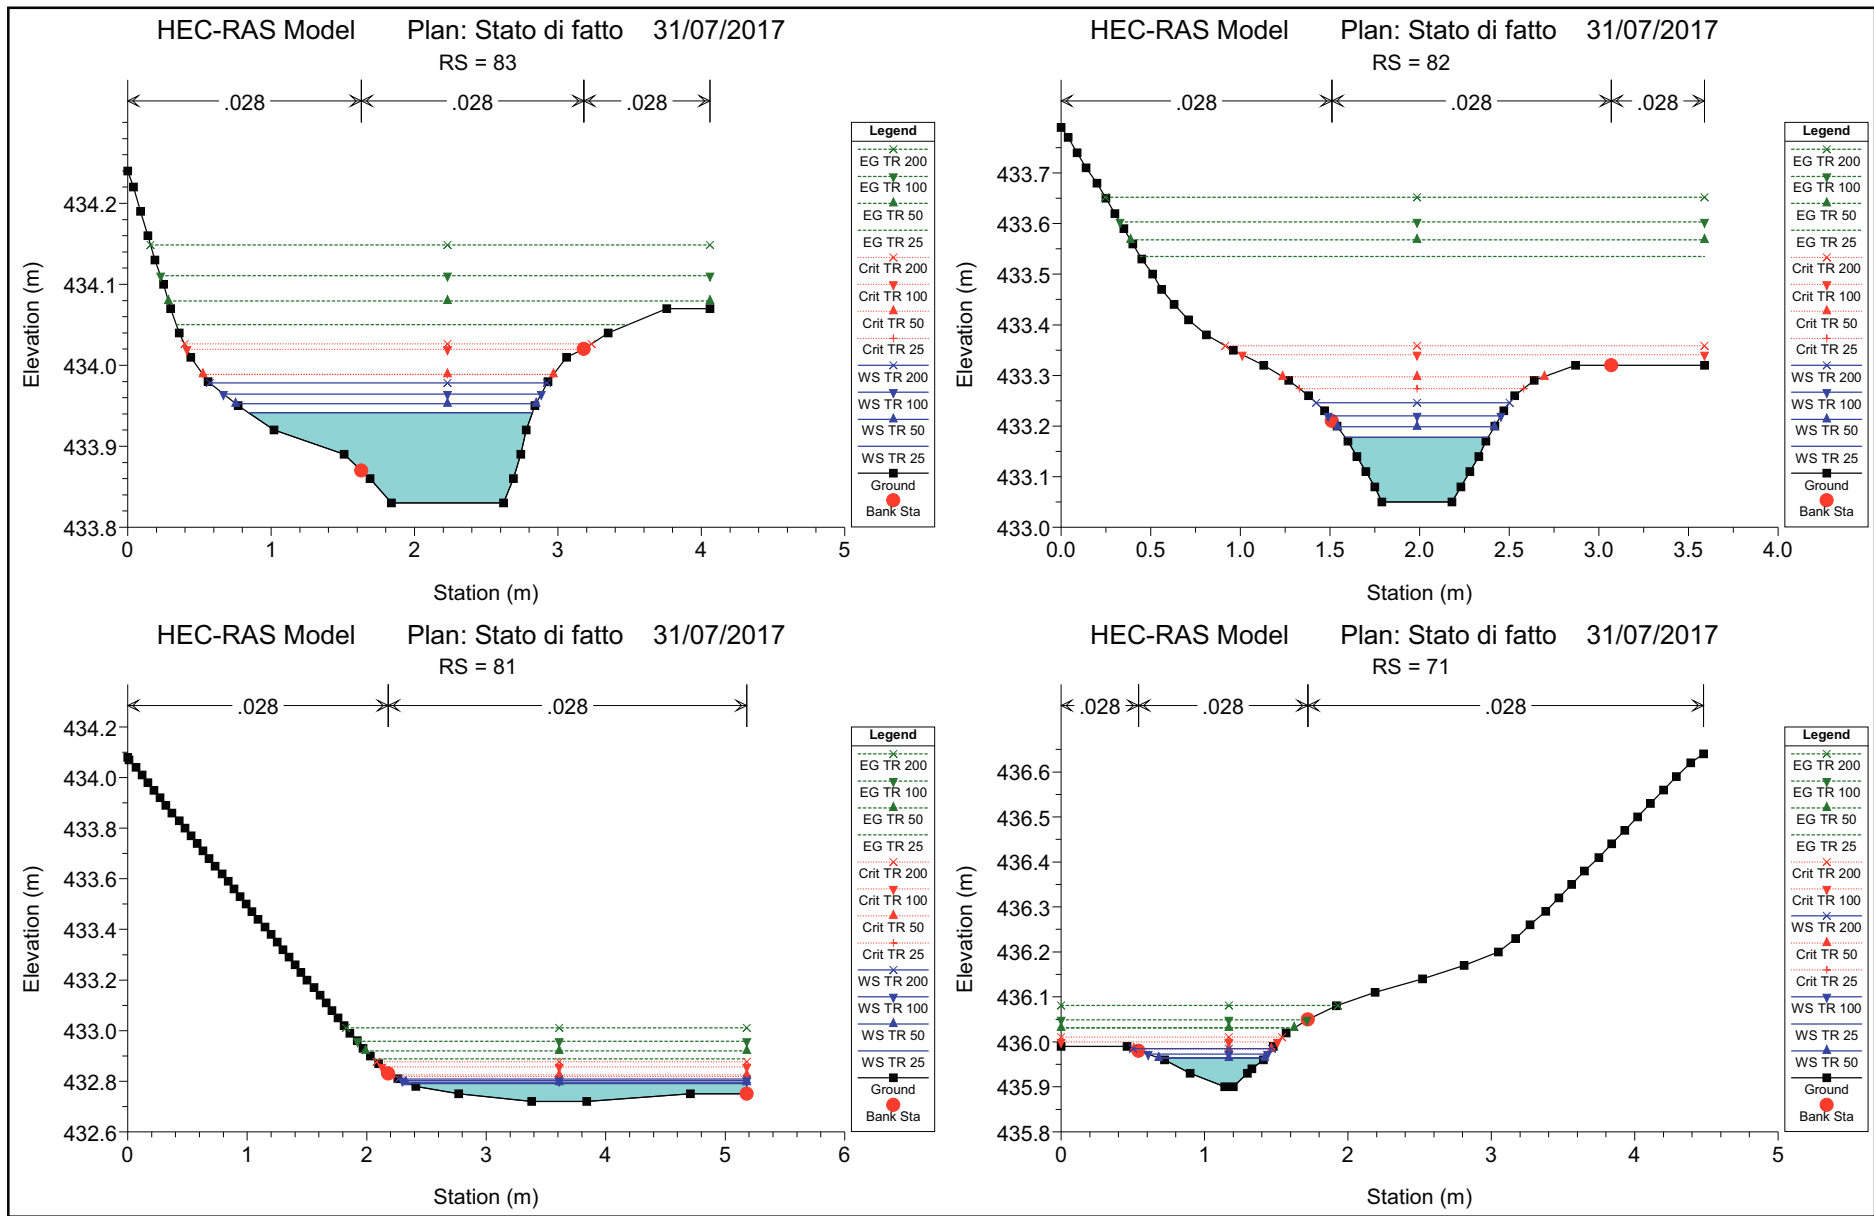 HEC-RAS Model Plan: Stato di fatto 31/07/2017
RS = 83
.028 .028 .028
Legend
EG TR 200
EG TR 100
EG TR 50
EG TR 25
Crit TR 200
Crit TR 100
Crit TR 50
Crit TR 25
WS TR 200
WS TR 100
WS TR 50
WS TR 25
Ground
Bank Sta
434.2
434.1
434.0
433.9
433.8
Elevation (m)
0 1 2 3 4 5
Station (m)
HEC-RAS Model Plan: Stato di fatto 31/07/2017
RS = 82
.028 .028 .028
Legend
EG TR 200
EG TR 100
EG TR 50
EG TR 25
Crit TR 200
Crit TR 100
Crit TR 50
Crit TR 25
WS TR 200
WS TR 100
WS TR 50
WS TR 25
Ground
Bank Sta
433.7
433.6
433.5
433.4
433.3
433.2
433.1
433.0
Elevation (m)
0.0 0.5 1.0 1.5 2.0 2.5 3.0 3.5 4.0
Station (m)
HEC-RAS Model Plan: Stato di fatto 31/07/2017
RS = 81
.028 .028
Legend
EG TR 200
EG TR 100
EG TR 50
EG TR 25
Crit TR 200
Crit TR 100
Crit TR 50
Crit TR 25
WS TR 200
WS TR 100
WS TR 50
WS TR 25
Ground
Bank Sta
434.2
434.0
433.8
433.6
433.4
433.2
433.0
432.8
432.6
Elevation (m)
0 1 2 3 4 5 6
Station (m)
HEC-RAS Model Plan: Stato di fatto 31/07/2017
RS = 71
.028 .028 .028
Legend
EG TR 200
EG TR 100
EG TR 50
EG TR 25
Crit TR 200
Crit TR 100
WS TR 200
Crit TR 50
Crit TR 25
WS TR 100
WS TR 25
WS TR 50
Ground
Bank Sta
436.6
436.5
436.4
436.3
436.2
436.1
436.0
435.9
435.8
Elevation (m)
0 1 2 3 4 5
Station (m)